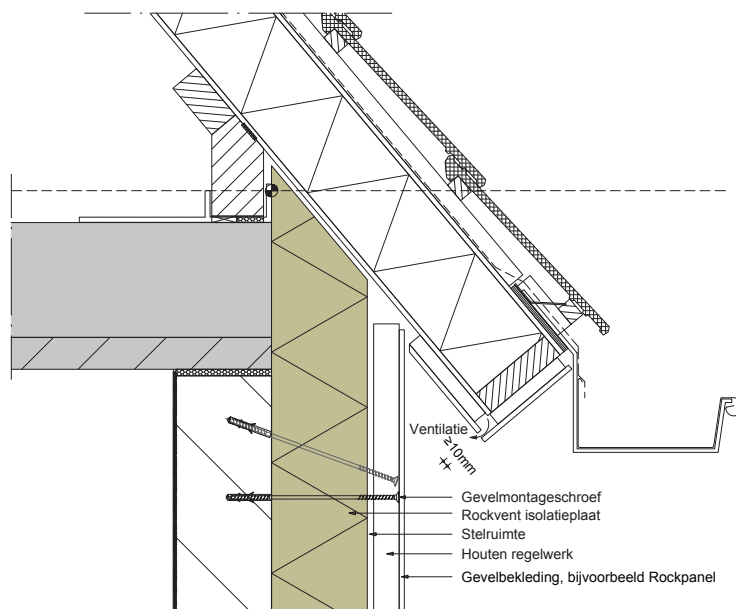 Ventilatie
≥10mm
Gevelmontageschroef
Rockvent isolatieplaat
Stelruimte
Houten regelwerk
Gevelbekleding, bijvoorbeeld Rockpanel